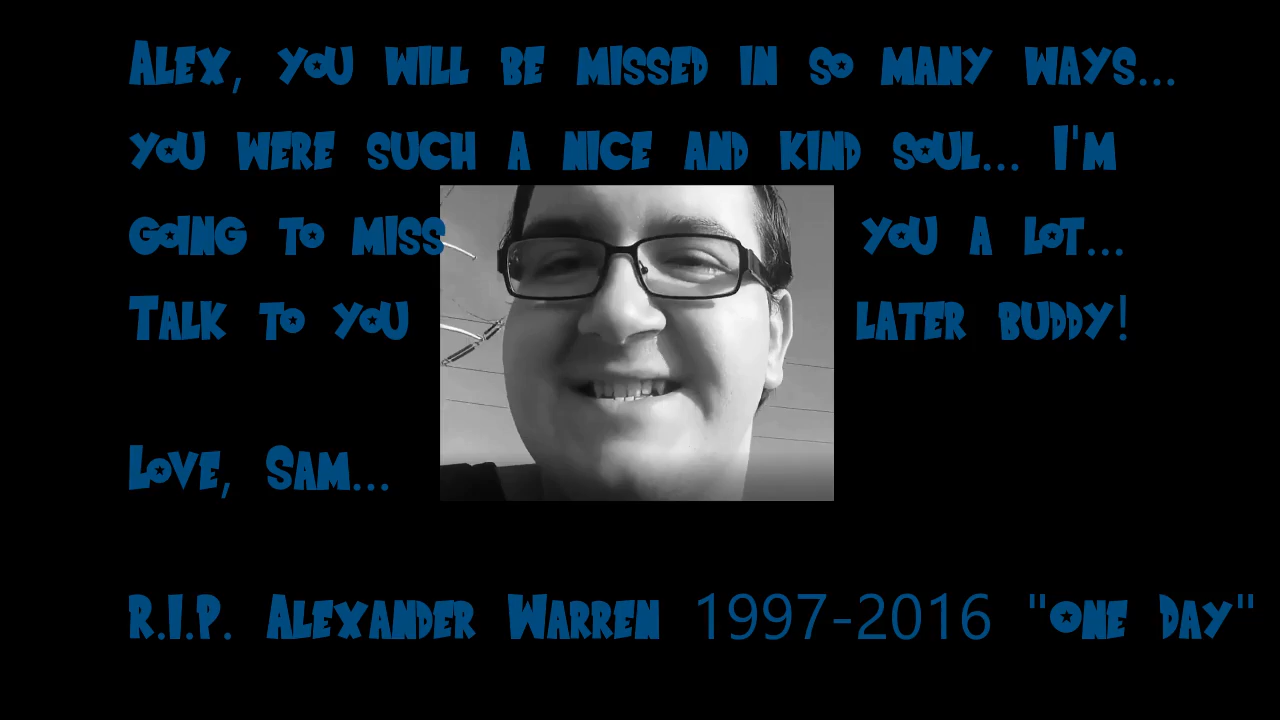 Alex, you will be missed in so many ways...
you were such a nice and kind soul... I'm
going to miss you a lot...
Talk to you later buddy!
Love, Sam...
R.I.P. Alexander Warren 1997-2016 "One Day"